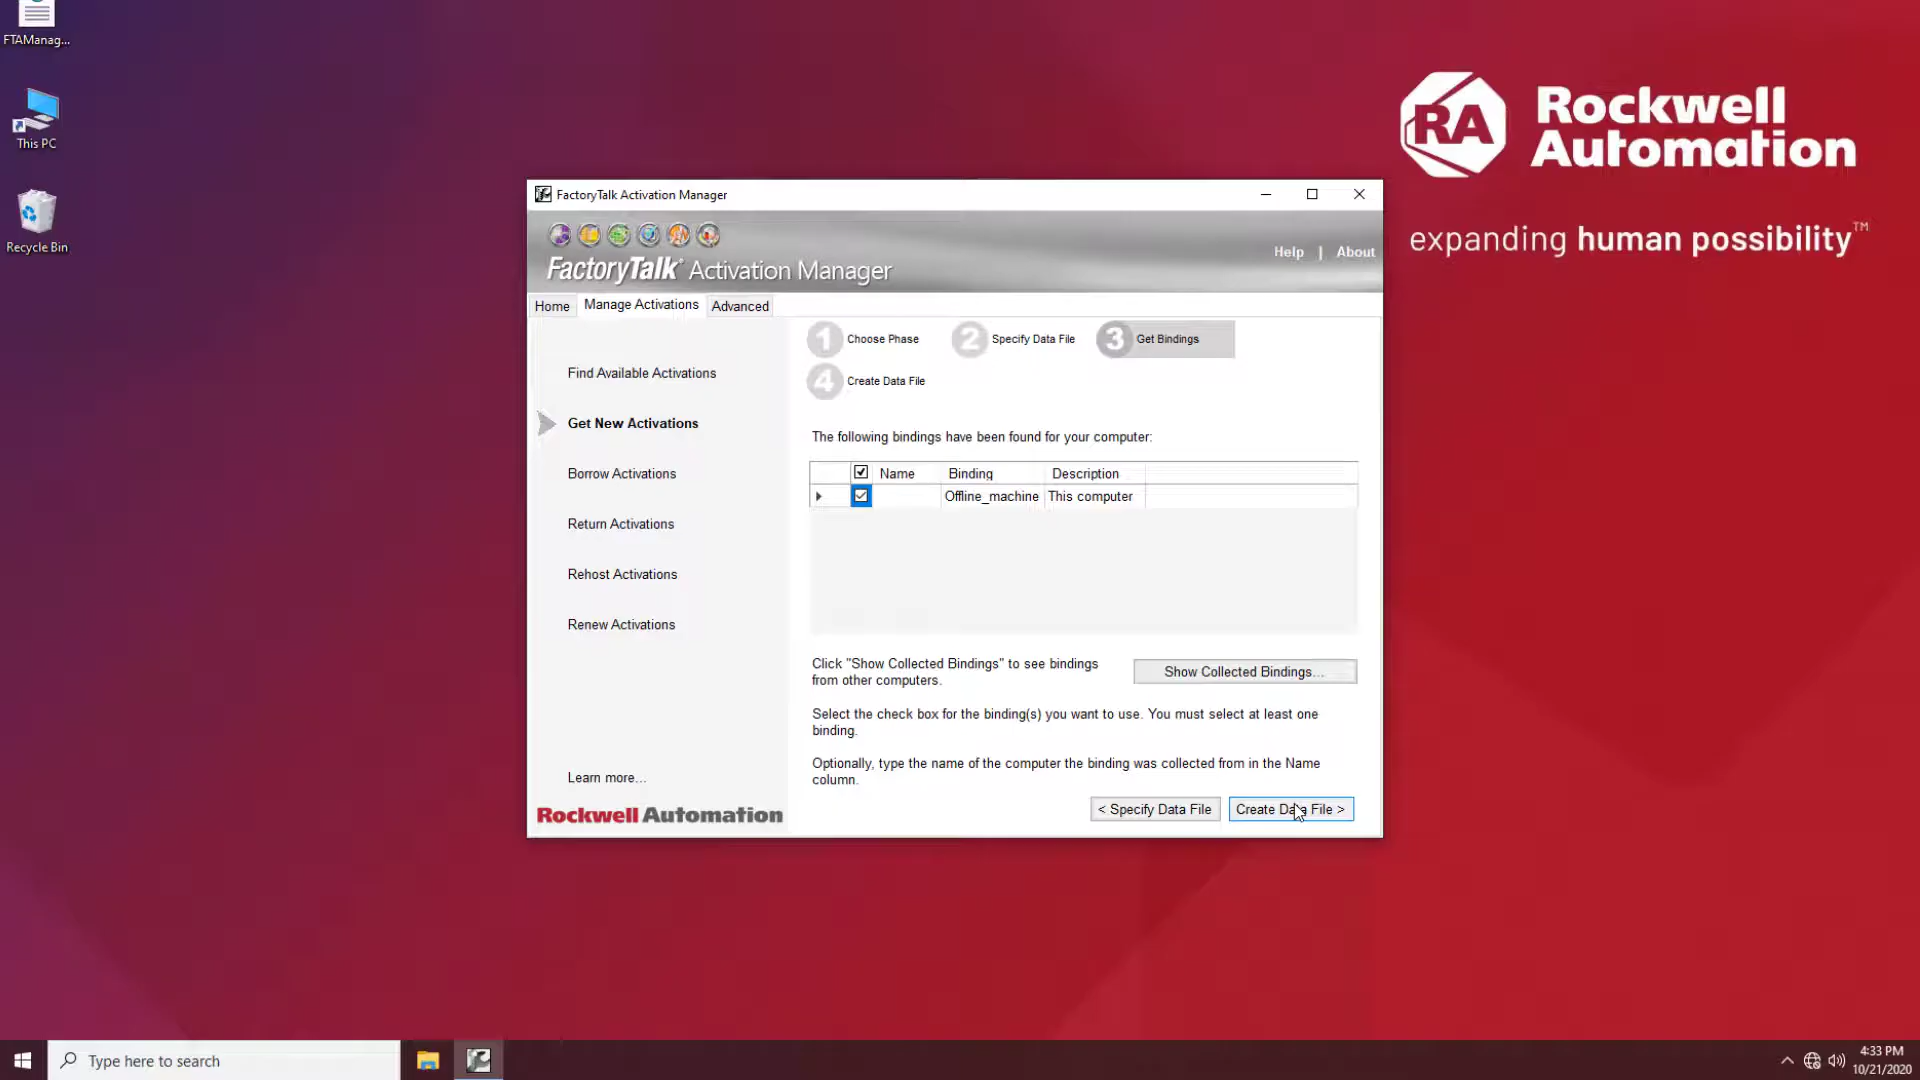 FTAManag...
This PC
Recycle Bin
RA
Rockwell
Automation
expanding human possibility™
FactoryTalk Activation Manager
Help | About
FactoryTalk® Activation Manager
Home Manage Activations Advanced
1 Choose Phase 2 Specify Data File 3 Get Bindings
4 Create Data File
Find Available Activations
Get New Activations
Borrow Activations
Return Activations
Rehost Activations
Renew Activations
Learn more...
Rockwell Automation
The following bindings have been found for your computer:
Name Binding Description
Offline_machine This computer
Click "Show Collected Bindings" to see bindings
from other computers.
Show Collected Bindings...
Select the check box for the binding(s) you want to use. You must select at least one
binding.
Optionally, type the name of the computer the binding was collected from in the Name
column.
< Specify Data File Create Data File >
Type here to search
4:33 PM
10/21/2020